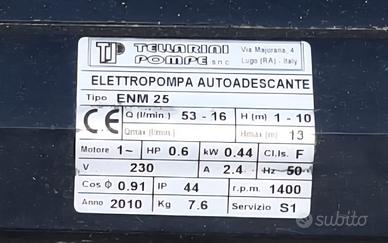 TELLARINI POMPE s.n.c
Via Majorana, 4
Lugo (RA) - Italy
ELETTROPOMPA AUTOADESCANTE
Tipo ENM 25
CE Q (l/min.) 53 - 16 H (m) 1 - 10
Qmax (l/min.) Hmax (m) 13
Motore 1~ HP 0.6 kW 0.44 Cl.Is. F
V 230 A 2.4 Hz 50
Cos Φ 0.91 IP 44 r.p.m. 1400
Anno 2010 Kg 7.6 Servizio S1
subito